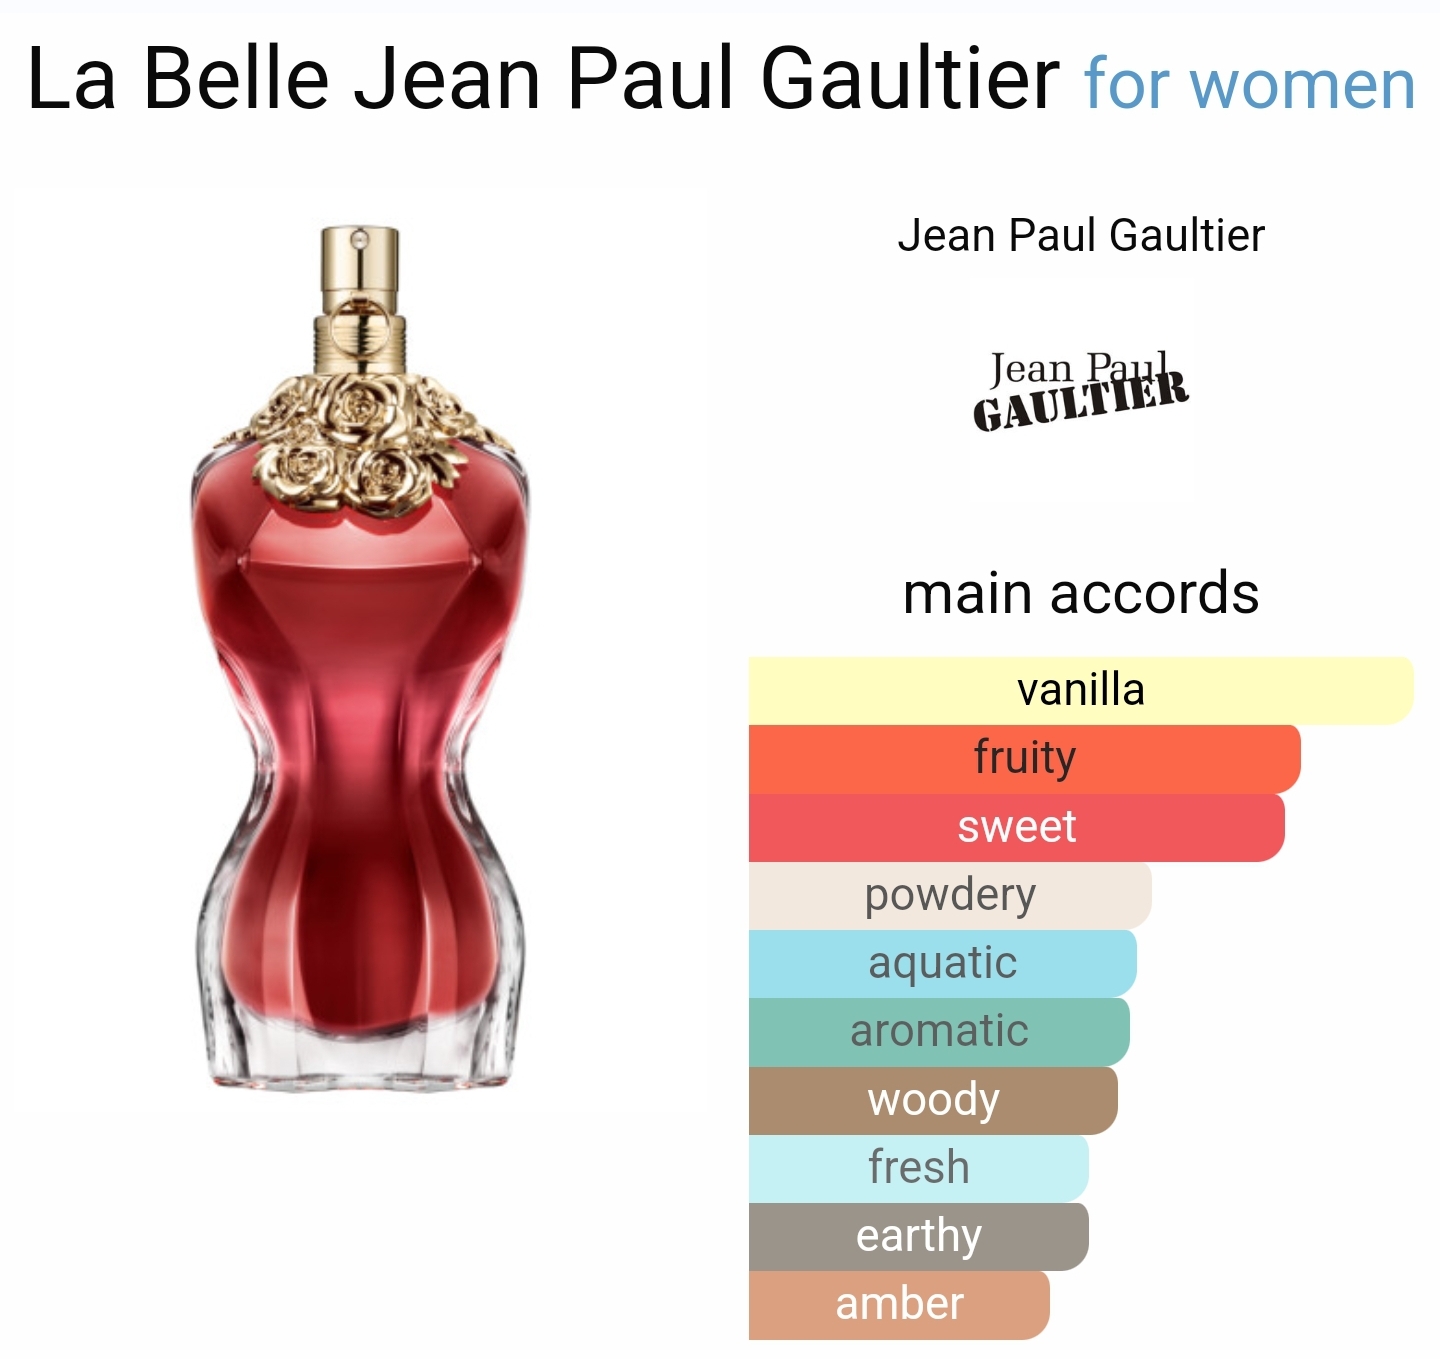 La Belle Jean Paul Gaultier for women
Jean Paul Gaultier
Jean Paul
GAULTIER
main accords
vanilla
fruity
sweet
powdery
aquatic
aromatic
woody
fresh
earthy
amber